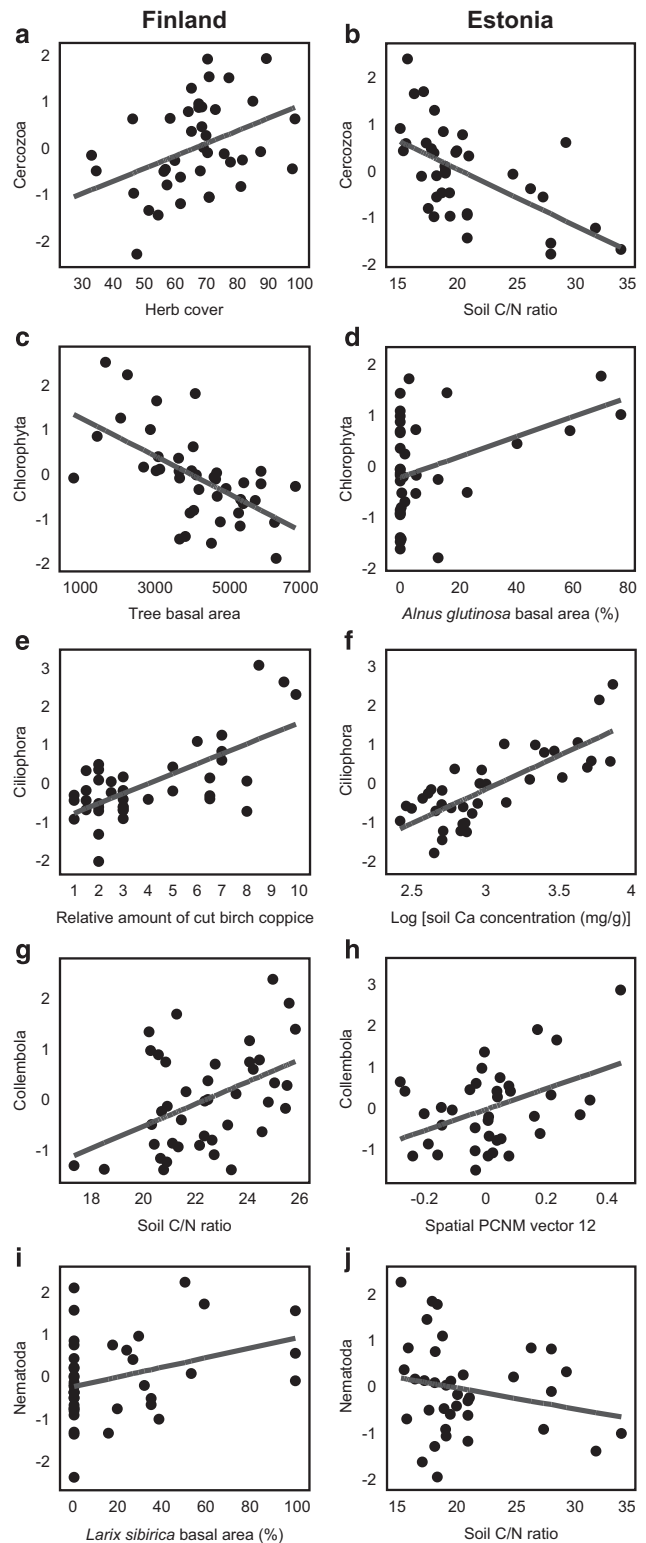 Finland Estonia
a b
2
1
0
-1
-2
Cercozoa
30 40 50 60 70 80 90 100
Herb cover
2
1
0
-1
-2
Cercozoa
15 20 25 30 35
Soil C/N ratio
c d
2
1
0
-1
-2
Chlorophyta
1000 3000 5000 7000
Tree basal area
2
1
0
-1
-2
Chlorophyta
0 20 40 60 80
Alnus glutinosa basal area (%)
e f
3
2
1
0
-1
-2
Ciliophora
1 2 3 4 5 6 7 8 9 10
Relative amount of cut birch coppice
3
2
1
0
-1
-2
Ciliophora
2.5 3 3.5 4
Log [soil Ca concentration (mg/g)]
g h
2
1
0
-1
Collembola
18 20 22 24 26
Soil C/N ratio
3
2
1
0
-1
Collembola
-0.2 0 0.2 0.4
Spatial PCNM vector 12
i j
2
1
0
-1
-2
Nematoda
0 20 40 60 80 100
Larix sibirica basal area (%)
2
1
0
-1
-2
Nematoda
15 20 25 30 35
Soil C/N ratio